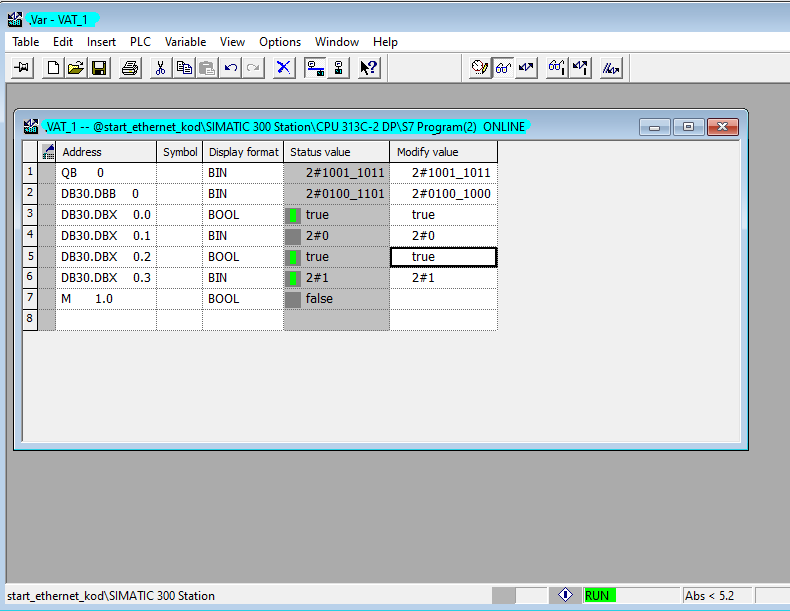 Var - VAT_1
Table Edit Insert PLC Variable View Options Window Help
VAT_1 -- @start_ethernet_kod\SIMATIC 300 Station\CPU 313C-2 DP\S7 Program(2) ONLINE
Address Symbol Display format Status value Modify value
1 QB 0 BIN 2#1001_1011 2#1001_1011
2 DB30.DBB 0 BIN 2#0100_1101 2#0100_1000
3 DB30.DBX 0.0 BOOL true true
4 DB30.DBX 0.1 BIN 2#0 2#0
5 DB30.DBX 0.2 BOOL true true
6 DB30.DBX 0.3 BIN 2#1 2#1
7 M 1.0 BOOL false
8
start_ethernet_kod\SIMATIC 300 Station RUN Abs < 5.2